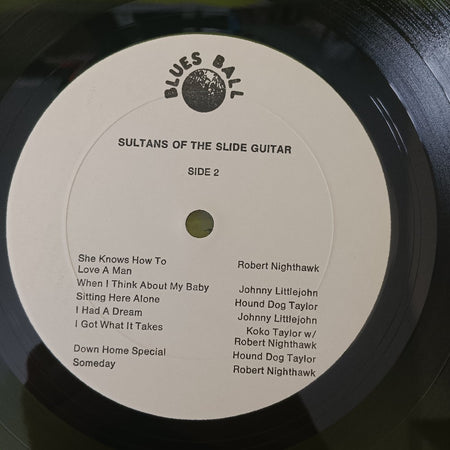 BLUES BALL
SULTANS OF THE SLIDE GUITAR
SIDE 2
She Knows How To
Love A Man Robert Nighthawk
When I Think About My Baby Johnny Littlejohn
Sitting Here Alone Hound Dog Taylor
I Had A Dream Johnny Littlejohn
I Got What It Takes Koko Taylor w/
Robert Nighthawk
Down Home Special Hound Dog Taylor
Someday Robert Nighthawk